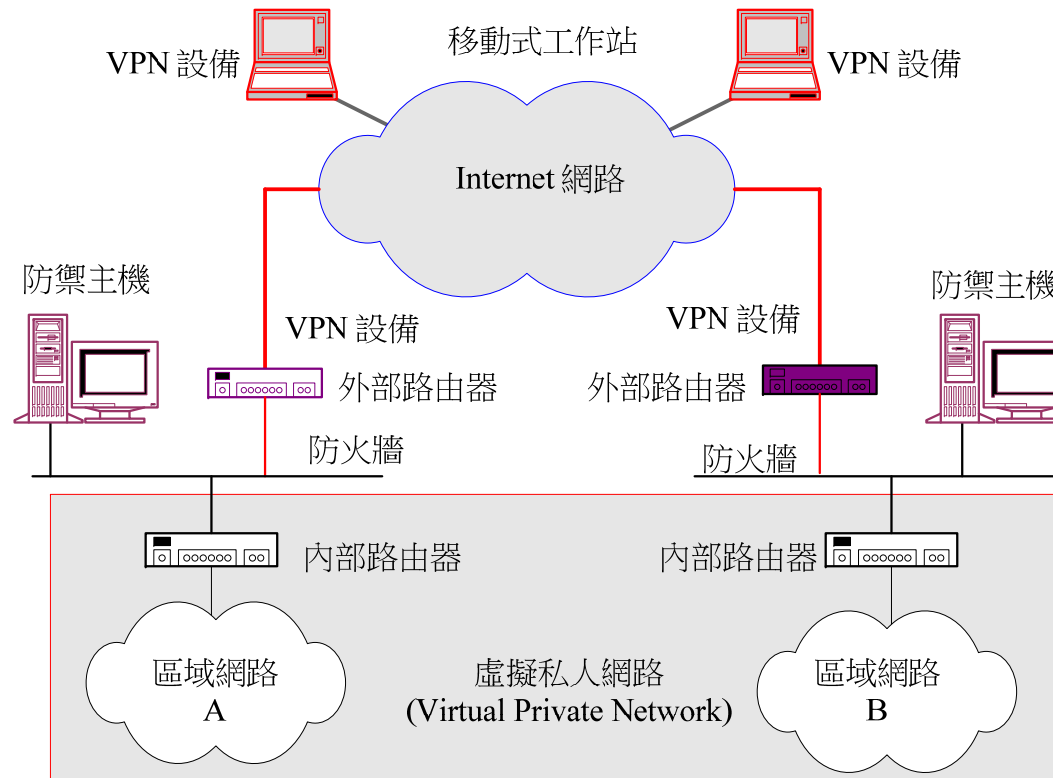 移動式工作站
VPN 設備
VPN 設備
Internet 網路
防禦主機
防禦主機
VPN 設備
VPN 設備
外部路由器
外部路由器
防火牆
防火牆
內部路由器
內部路由器
區域網路
A
虛擬私人網路
(Virtual Private Network)
區域網路
B